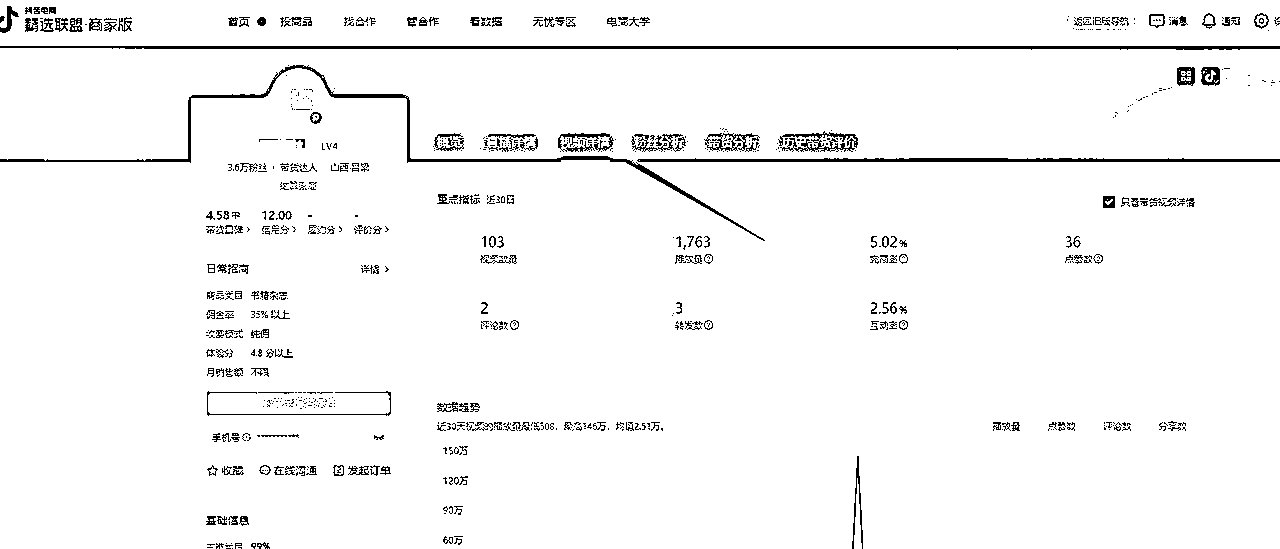 抖音电商
精选联盟·商家版
首页 投商品 找合作 管合作 看数据 无忧专区 电商大学
返回旧版导航 消息 通知
LV4
3.6万粉丝 · 带货达人 山西吕梁
概览 直播详情 视频详情 粉丝分析 带货分析 历史带货评价
重点指标 近30日
只看带货视频详情
4.58 12.00 - -
带货口碑 > 信用分 > 履约分 > 评价分 >
103 1,763 5.02% 36
视频数量 播放量 完播率 点赞数
日常招商 详情 >
商品类目 书籍杂志
佣金率 35% 以上
收费模式 纯佣
体验分 4.8 分以上
月销售额 不限
2 3 2.56%
评论数 转发数 互动率
手机号 ***********
收藏 在线沟通 发起订单
数据趋势
近30天视频的播放量最低308，最高146万，均值2.51万。
播放量 点赞数 评论数 分享数
150万
120万
90万
60万
基础信息
99%